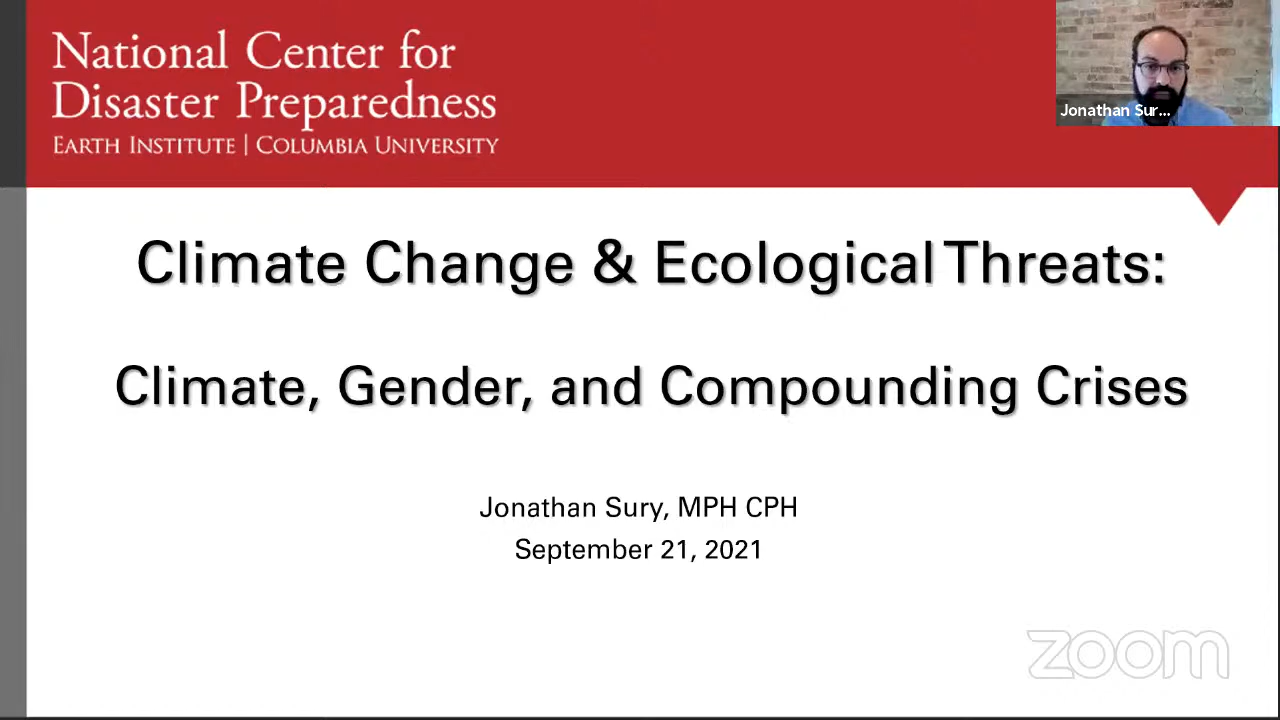 National Center for
Disaster Preparedness
EARTH INSTITUTE | COLUMBIA UNIVERSITY
Jonathan Sur...
Climate Change & Ecological Threats:
Climate, Gender, and Compounding Crises
Jonathan Sury, MPH CPH
September 21, 2021
zoom